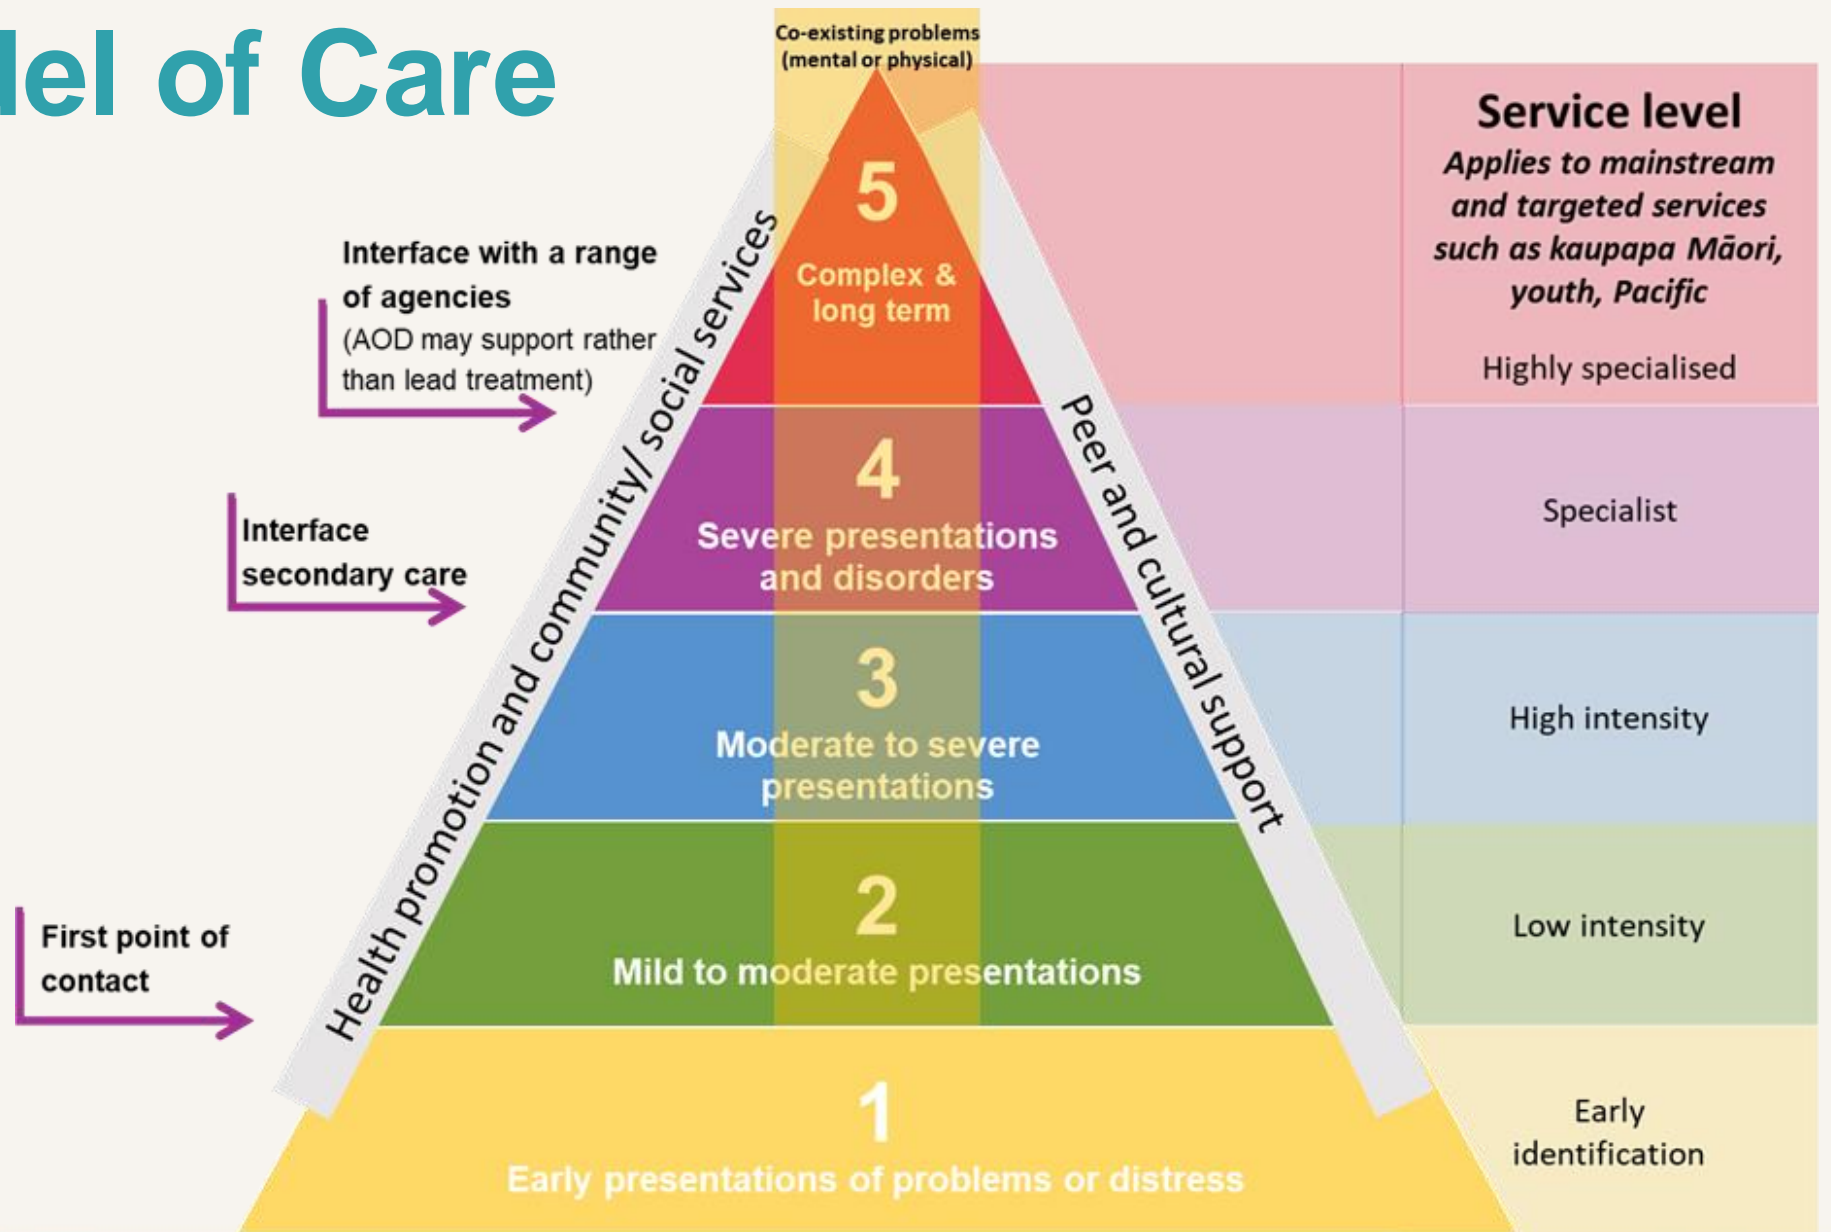 del of Care
Co-existing problems
(mental or physical)
Service level
Applies to mainstream
and targeted services
such as kaupapa Māori,
youth, Pacific
Highly specialised
Specialist
High intensity
Low intensity
Early
identification
Interface with a range
of agencies
(AOD may support rather
than lead treatment)
Interface
secondary care
First point of
contact
Health promotion and community/ social services
Peer and cultural support
5
Complex &
long term
4
Severe presentations
and disorders
3
Moderate to severe
presentations
2
Mild to moderate presentations
1
Early presentations of problems or distress